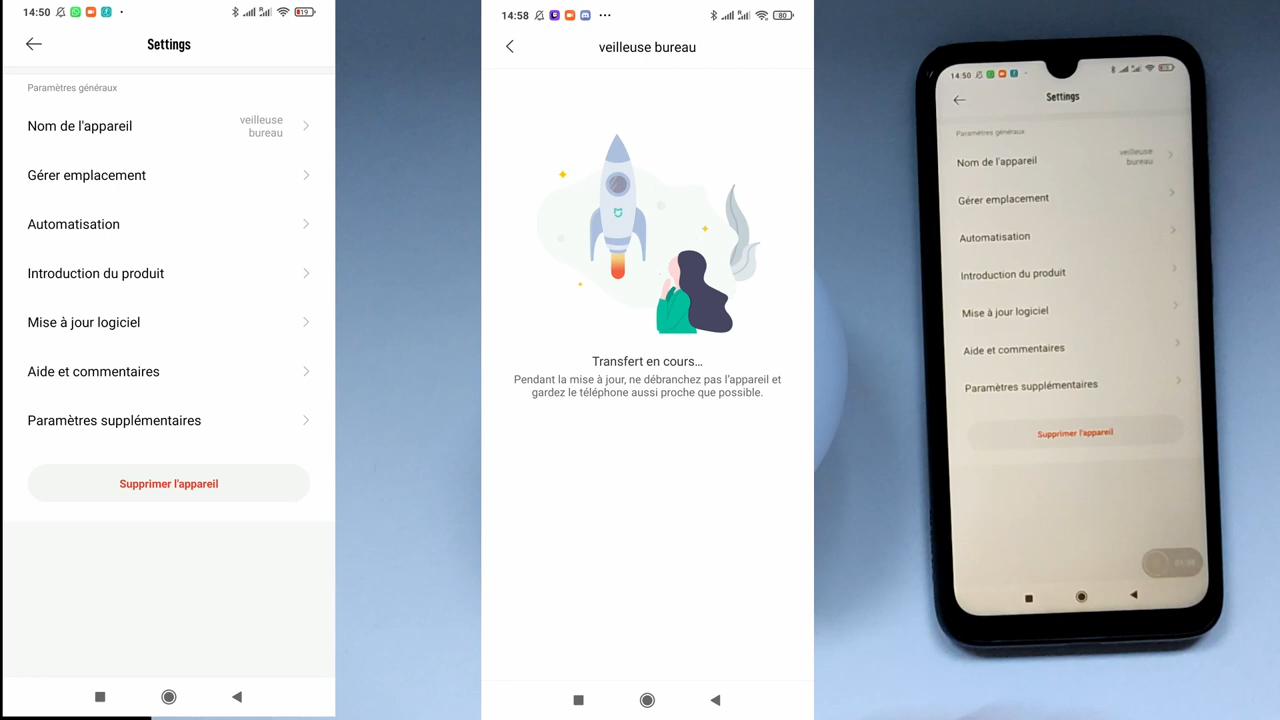 14:50
19
Settings
Paramètres généraux
Nom de l'appareil
veilleuse
bureau
Gérer emplacement
Automatisation
Introduction du produit
Mise à jour logiciel
Aide et commentaires
Paramètres supplémentaires
Supprimer l'appareil
14:58
80
veilleuse bureau
Transfert en cours...
Pendant la mise à jour, ne débranchez pas l'appareil et
gardez le téléphone aussi proche que possible.
14:50
Settings
Paramètres généraux
Nom de l'appareil
veilleuse
bureau
Gérer emplacement
Automatisation
Introduction du produit
Mise à jour logiciel
Aide et commentaires
Paramètres supplémentaires
Supprimer l'appareil